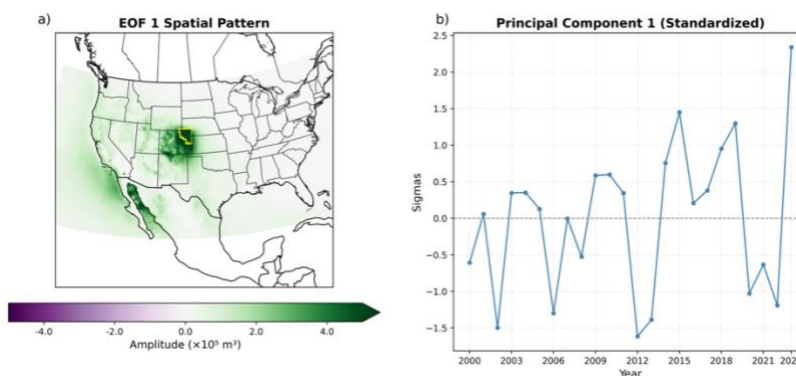 a)
EOF 1 Spatial Pattern
-4.0 -2.0 0.0 2.0 4.0
Amplitude (×10⁵ m³)
b)
Principal Component 1 (Standardized)
2.5
2.0
1.5
1.0
0.5
0.0
-0.5
-1.0
-1.5
Sigmas
2000 2003 2006 2009 2012 2015 2018 2021 202
Year